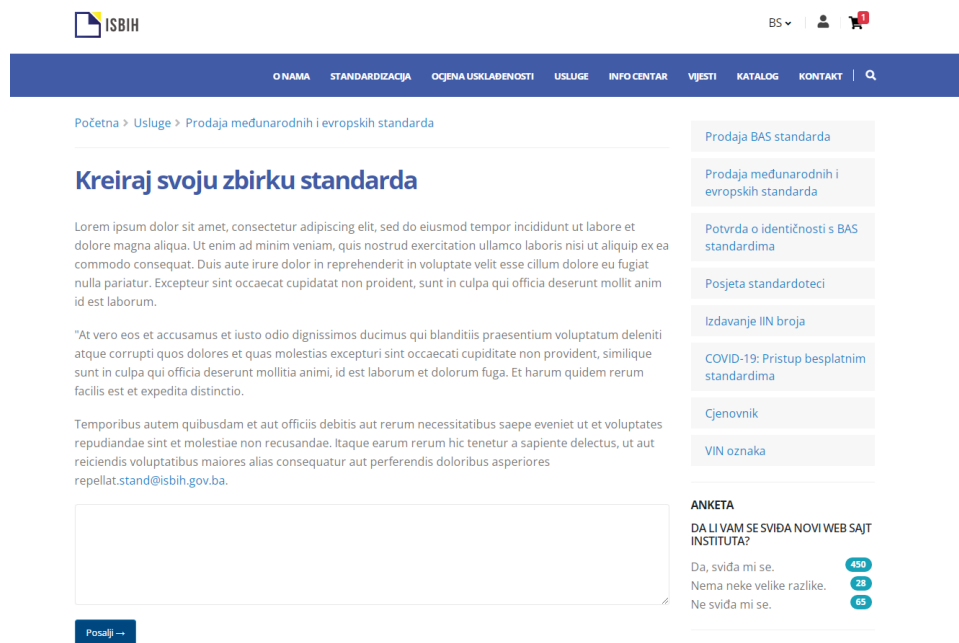 ISBIH
BS
1
O NAMA STANDARDIZACIJA OCJENA USKLAĐENOSTI USLUGE INFO CENTAR VIJESTI KATALOG KONTAKT
Početna > Usluge > Prodaja međunarodnih i evropskih standarda
Kreiraj svoju zbirku standarda
Lorem ipsum dolor sit amet, consectetur adipiscing elit, sed do eiusmod tempor incididunt ut labore et
dolore magna aliqua. Ut enim ad minim veniam, quis nostrud exercitation ullamco laboris nisi ut aliquip ex ea
commodo consequat. Duis aute irure dolor in reprehenderit in voluptate velit esse cillum dolore eu fugiat
nulla pariatur. Excepteur sint occaecat cupidatat non proident, sunt in culpa qui officia deserunt mollit anim
id est laborum.
"At vero eos et accusamus et iusto odio dignissimos ducimus qui blanditiis praesentium voluptatum deleniti
atque corrupti quos dolores et quas molestias excepturi sint occaecati cupiditate non provident, similique
sunt in culpa qui officia deserunt mollitia animi, id est laborum et dolorum fuga. Et harum quidem rerum
facilis est et expedita distinctio.
Temporibus autem quibusdam et aut officiis debitis aut rerum necessitatibus saepe eveniet ut et voluptates
repudiandae sint et molestiae non recusandae. Itaque earum rerum hic tenetur a sapiente delectus, ut aut
reiciendis voluptatibus maiores alias consequatur aut perferendis doloribus asperiores
repellat.stand@isbih.gov.ba.
Posalji→
Prodaja BAS standarda
Prodaja međunarodnih i
evropskih standarda
Potvrda o identičnosti s BAS
standardima
Posjeta standardoteci
Izdavanje IIN broja
COVID-19: Pristup besplatnim
standardima
Cjenovnik
VIN oznaka
ANKETA
DA LI VAM SE SVIĐA NOVI WEB SAJT
INSTITUTA?
Da, sviđa mi se. 450
Nema neke velike razlike. 28
Ne sviđa mi se. 65